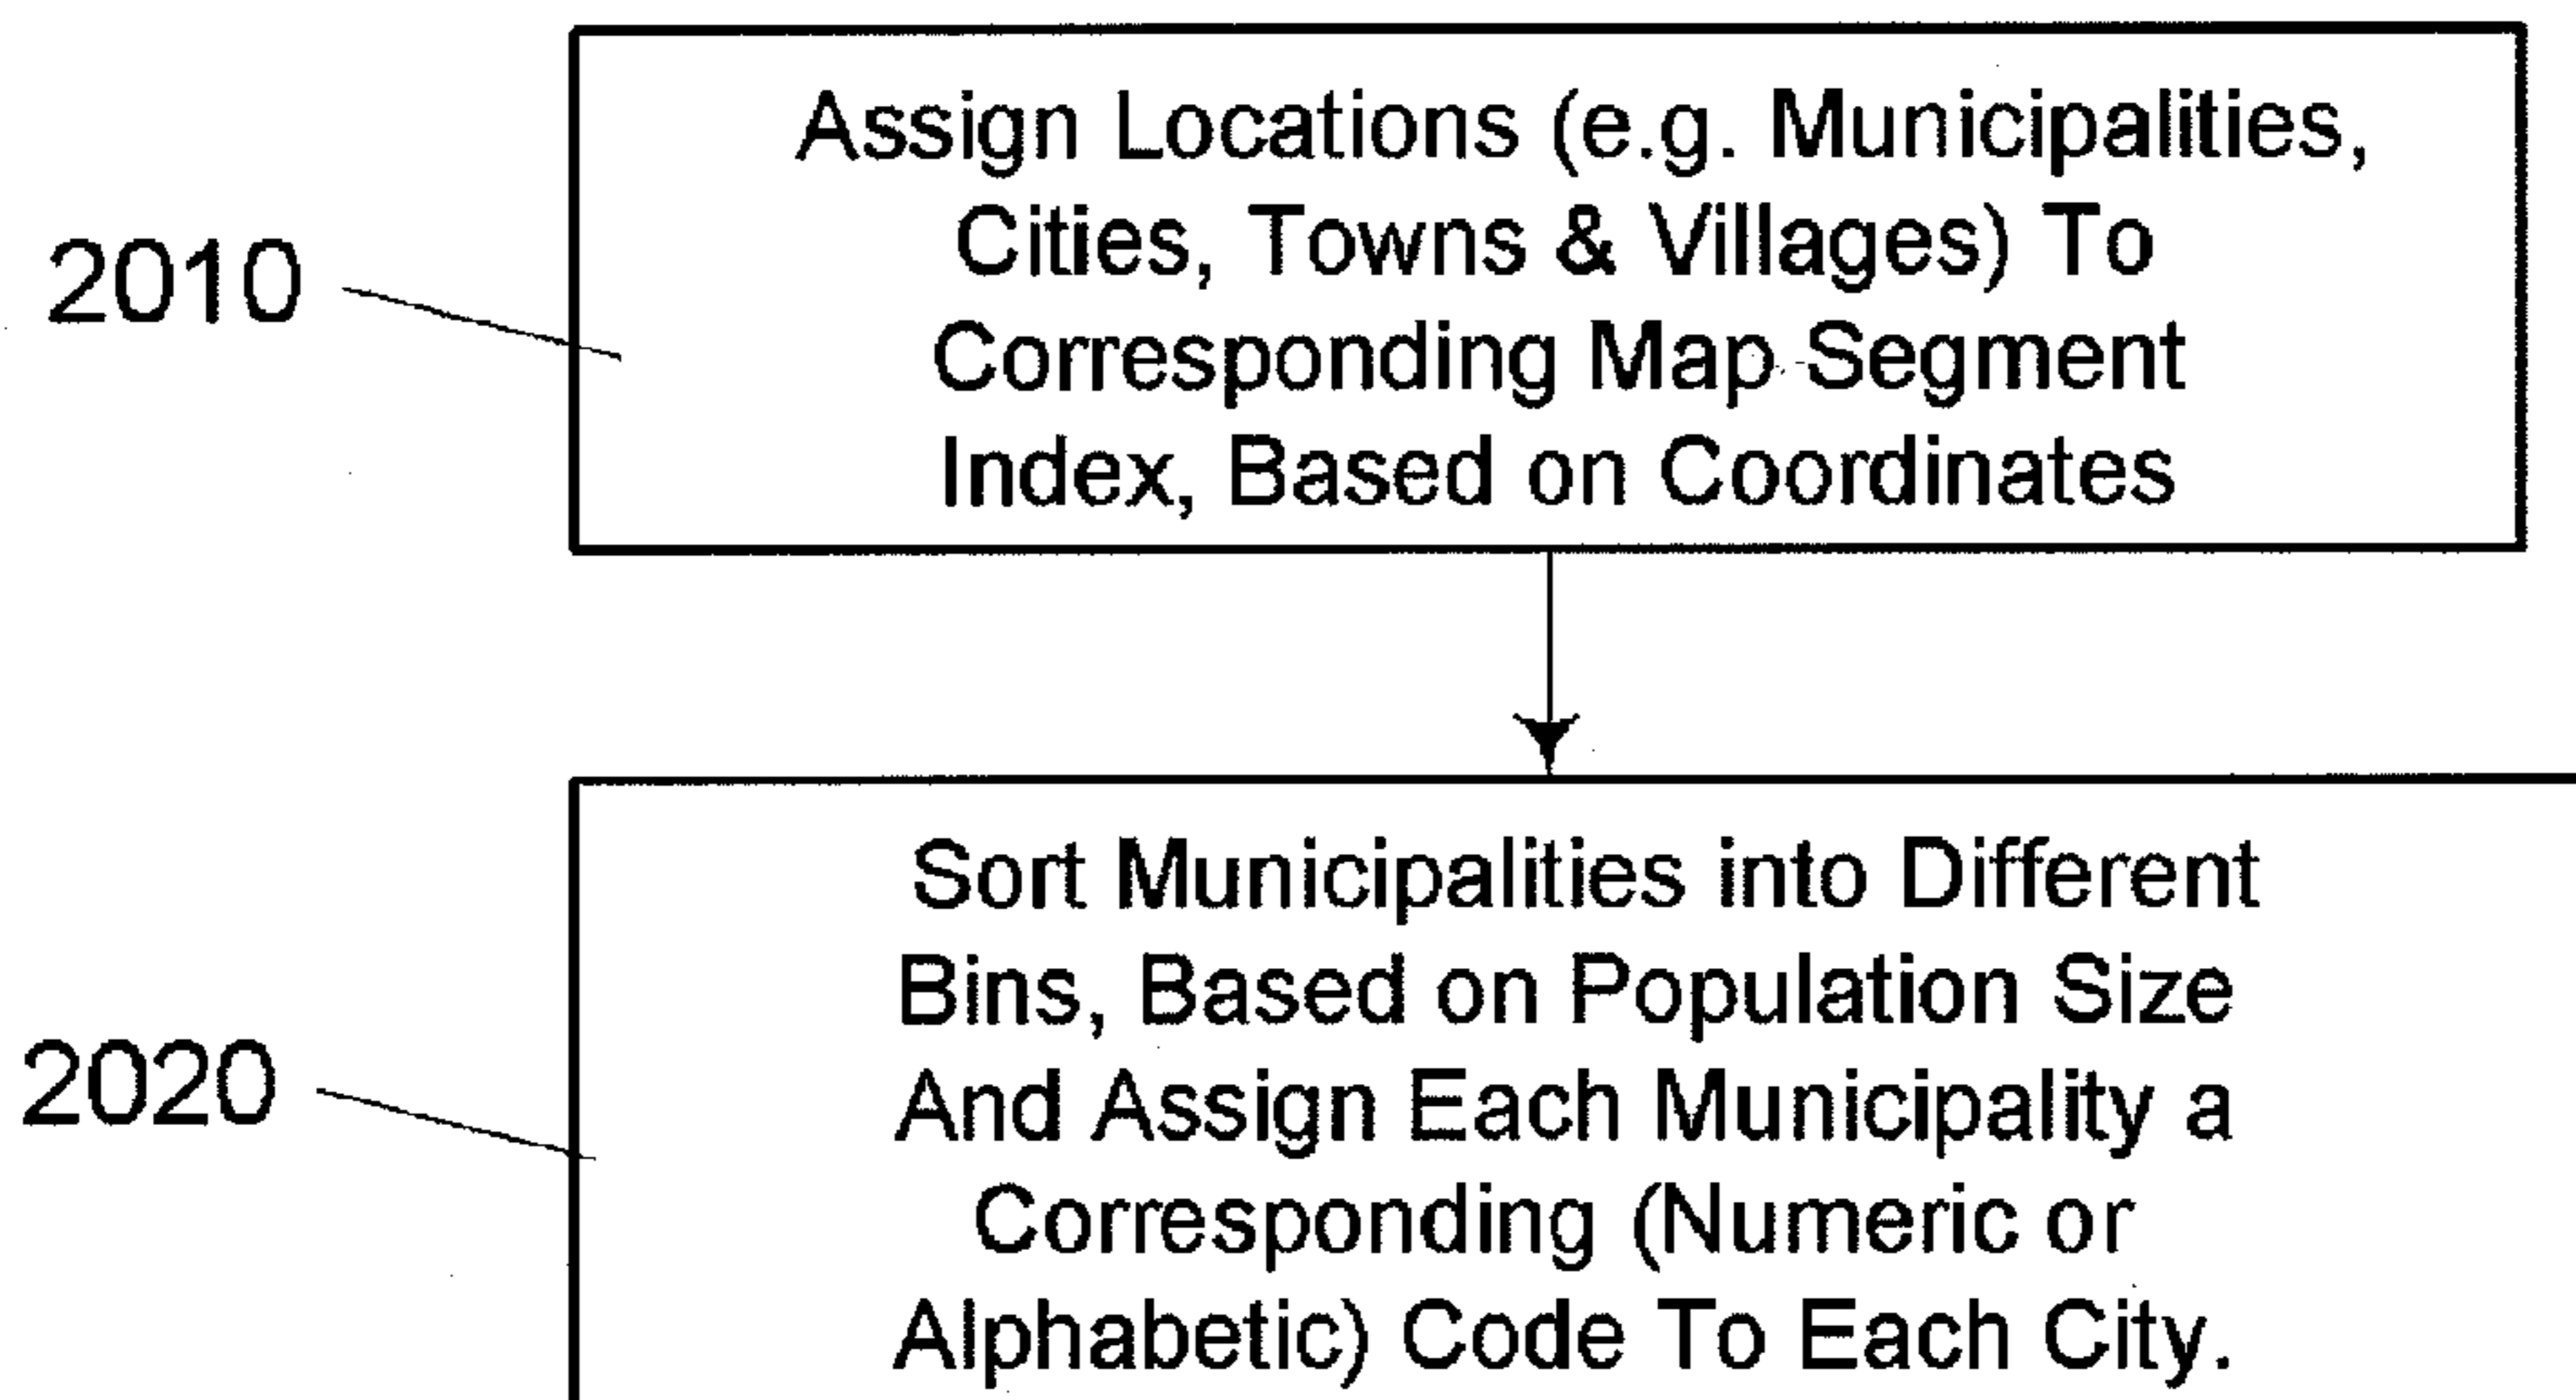 Assign Locations (e.g. Municipalities,
Cities, Towns & Villages) To
2010
Corresponding Map Segment
Index, Based on Coordinates
Sort Municipalities into Different
Bins, Based on Population Size
2020
And Assign Each Municipality a
Corresponding (Numeric or
Alphabetic) Code To Each City.